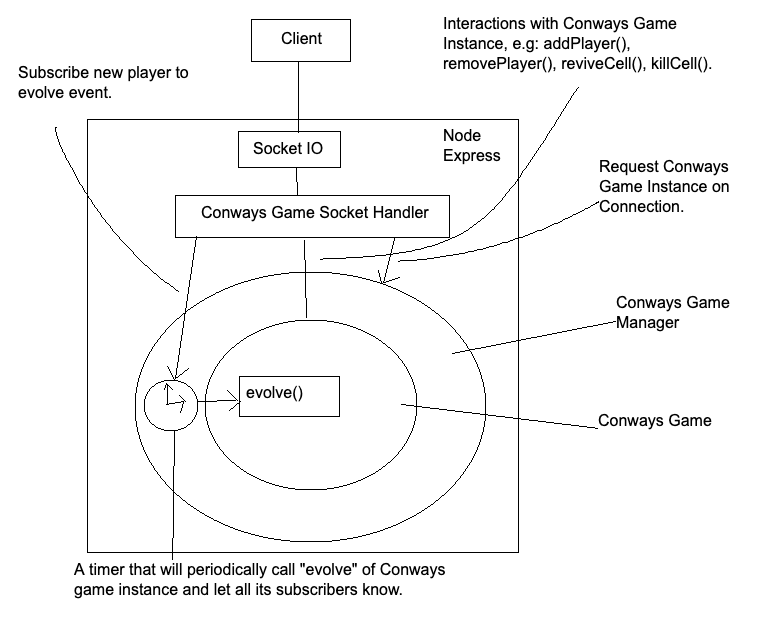 Client
Interactions with Conways Game
Instance, e.g: addPlayer(),
removePlayer(), reviveCell(), killCell().
Subscribe new player to
evolve event.
Socket IO
Node
Express
Request Conways
Game Instance on
Connection.
Conways Game Socket Handler
Conways Game
Manager
evolve()
Conways Game
A timer that will periodically call "evolve" of Conways
game instance and let all its subscribers know.